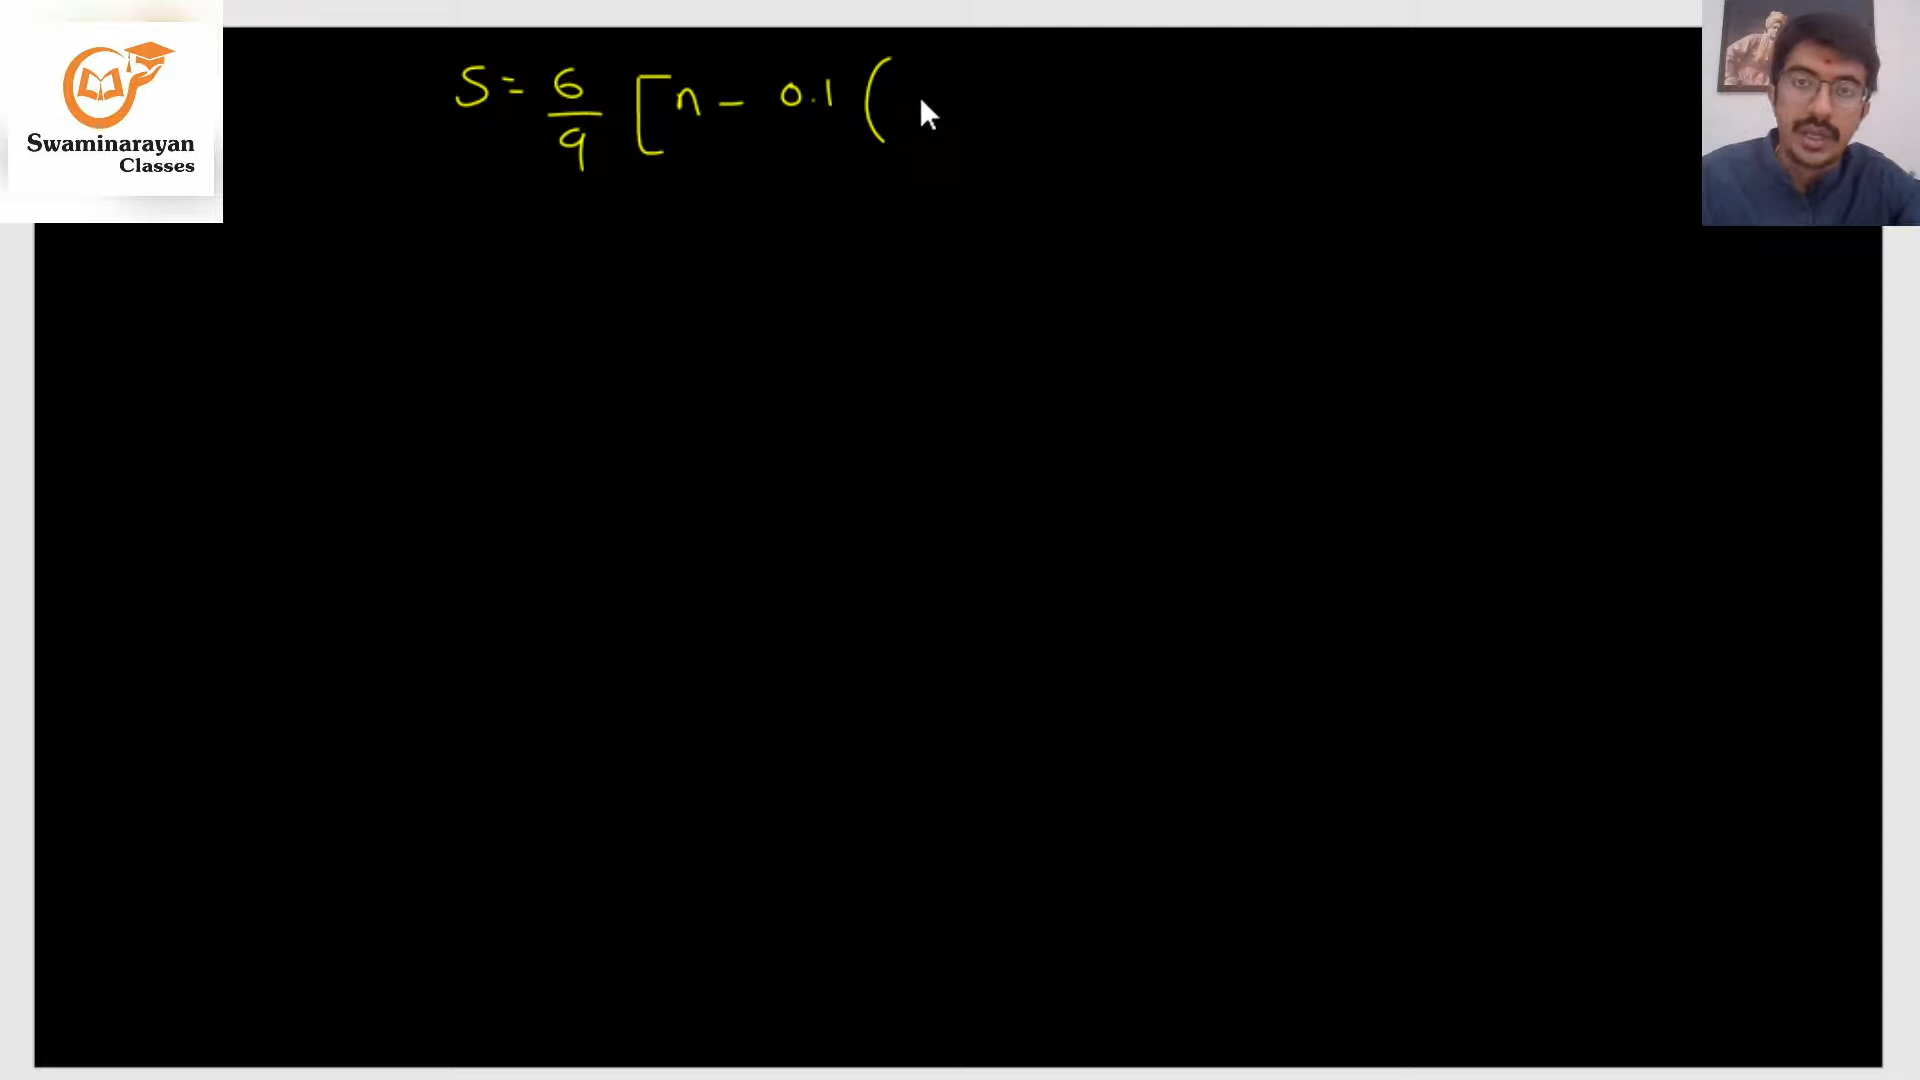 Swaminarayan
Classes
S = 6/9 [n - 0.1 (